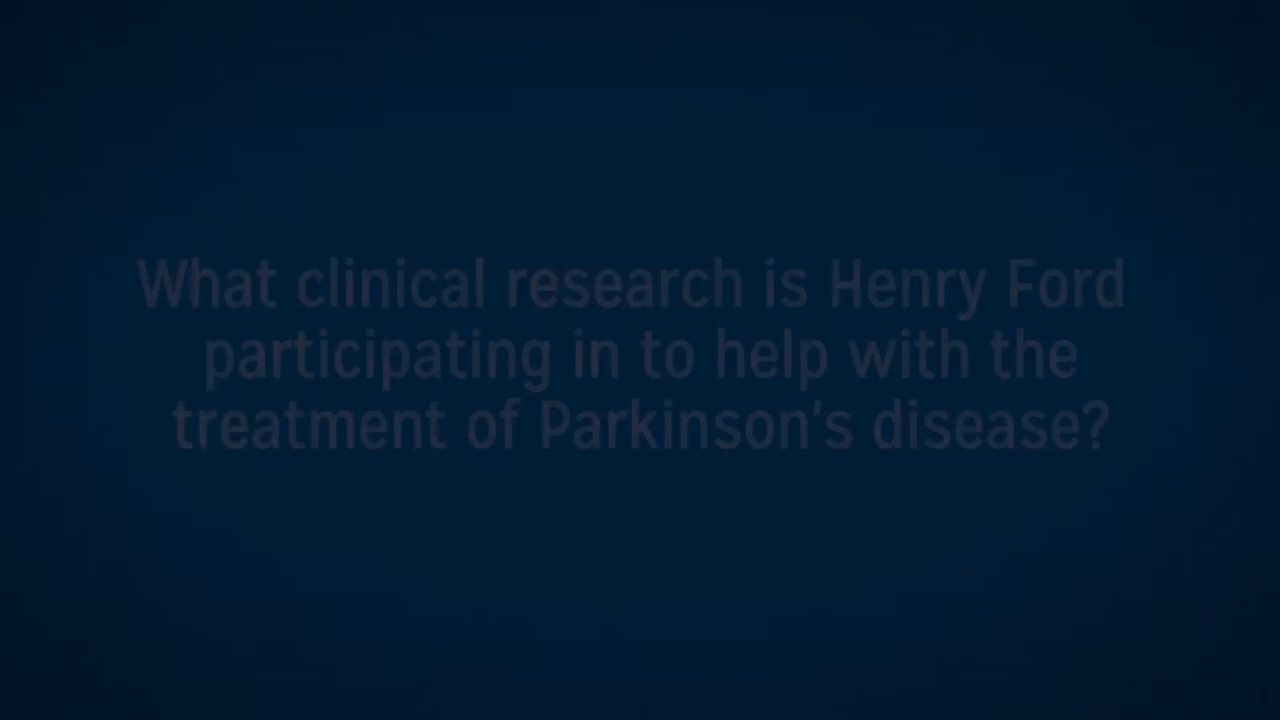 What clinical research is Henry Ford
participating in to help with the
treatment of Parkinson's disease?